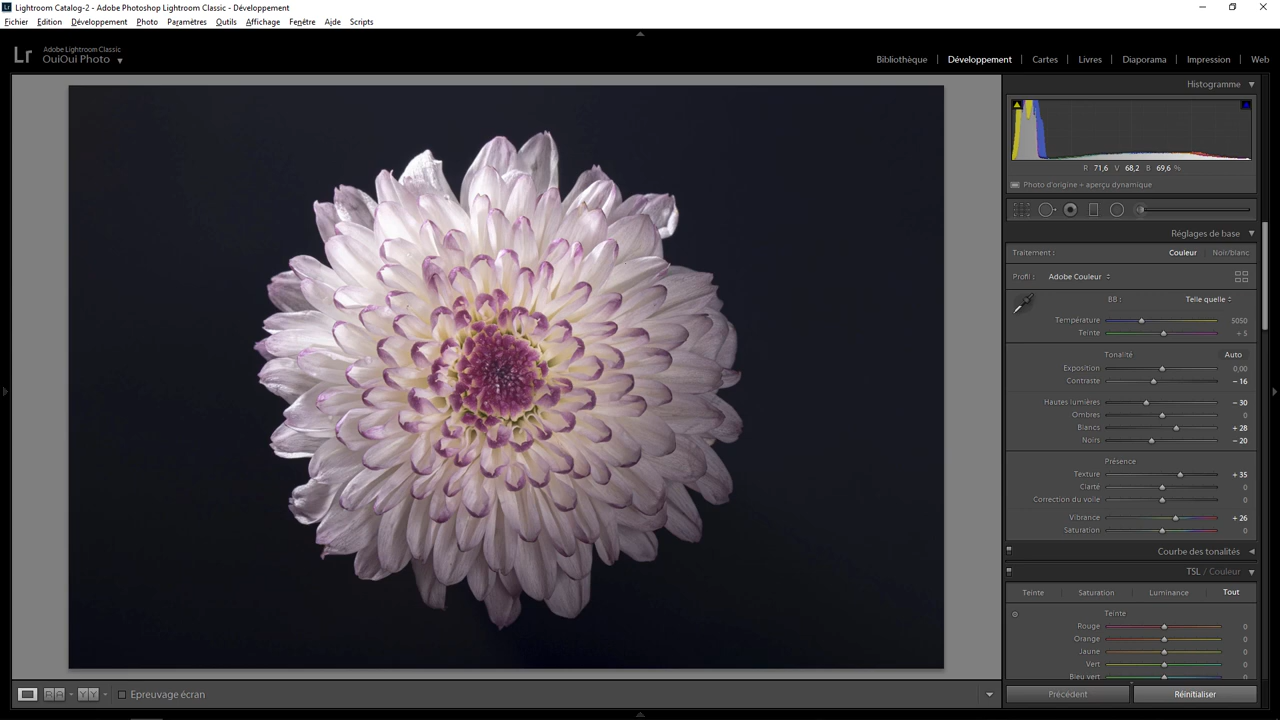 Lightroom Catalog-2 - Adobe Photoshop Lightroom Classic - Développement
Fichier Edition Développement Photo Paramètres Outils Affichage Fenêtre Aide Scripts
Lr Adobe Lightroom Classic
OuiOui Photo
Bibliothèque | Développement | Cartes | Livres | Diaporama | Impression | Web
Histogramme
R 71,6 V 68,2 B 69,6 %
Photo d'origine + aperçu dynamique
Réglages de base
Traitement : Couleur Noir/blanc
Profil : Adobe Couleur
BB : Telle quelle
Température 5050
Teinte + 5
Tonalité Auto
Exposition 0,00
Contraste − 16
Hautes lumières − 30
Ombres 0
Blancs + 28
Noirs − 20
Présence
Texture + 35
Clarté 0
Correction du voile 0
Vibrance + 26
Saturation 0
Courbe des tonalités
TSL / Couleur
Teinte Saturation Luminance Tout
Teinte
Rouge 0
Orange 0
Jaune 0
Vert 0
Bleu vert 0
Epreuvage écran
Précédent Réinitialiser